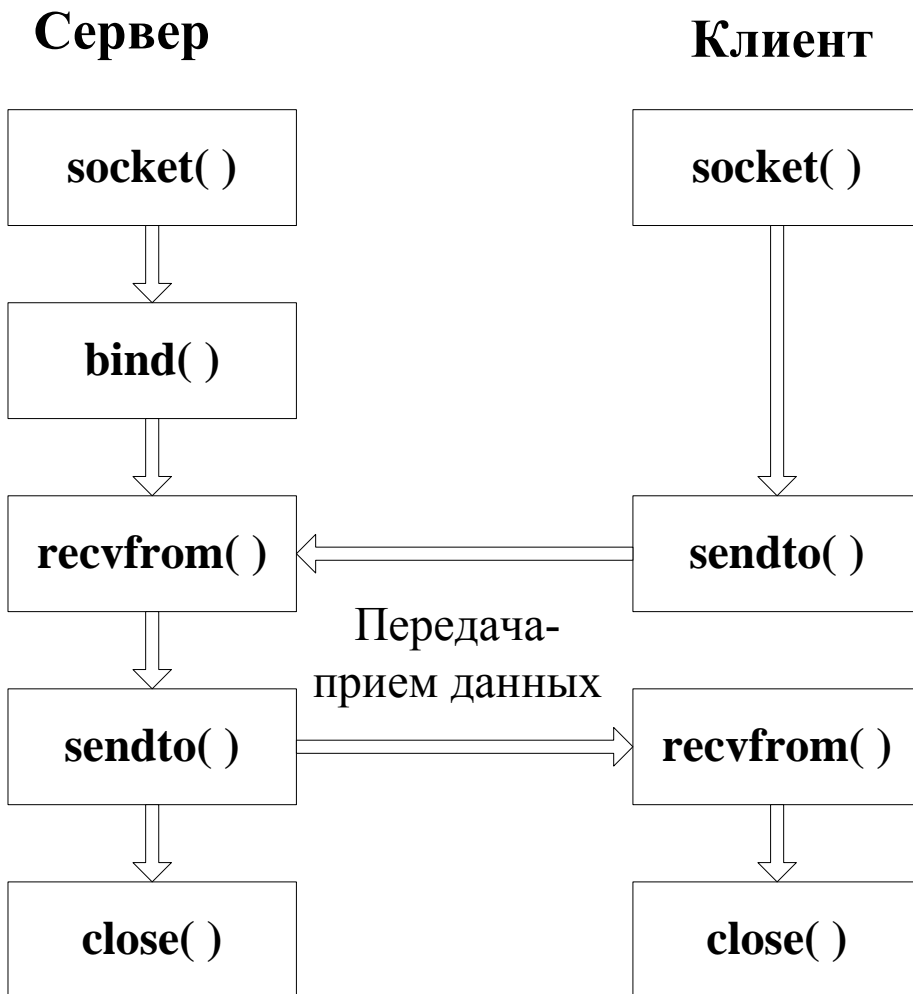 Сервер
Клиент
socket( )
socket( )
bind( )
recvfrom( )
sendto( )
Передача-
прием данных
sendto( )
recvfrom( )
close( )
close( )